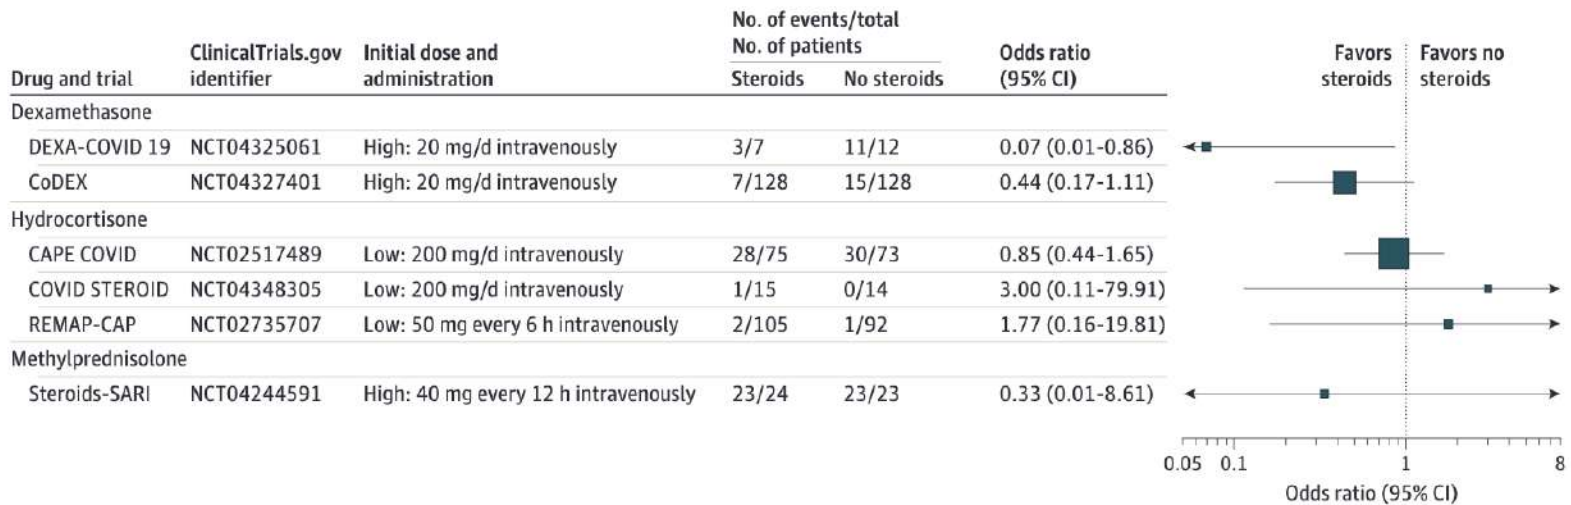 No. of events/total
No. of patients
Drug and trial ClinicalTrials.gov identifier Initial dose and administration Steroids No steroids Odds ratio (95% CI) Favors steroids Favors no steroids
Dexamethasone
DEXA-COVID 19 NCT04325061 High: 20 mg/d intravenously 3/7 11/12 0.07 (0.01-0.86)
CoDEX NCT04327401 High: 20 mg/d intravenously 7/128 15/128 0.44 (0.17-1.11)
Hydrocortisone
CAPE COVID NCT02517489 Low: 200 mg/d intravenously 28/75 30/73 0.85 (0.44-1.65)
COVID STEROID NCT04348305 Low: 200 mg/d intravenously 1/15 0/14 3.00 (0.11-79.91)
REMAP-CAP NCT02735707 Low: 50 mg every 6 h intravenously 2/105 1/92 1.77 (0.16-19.81)
Methylprednisolone
Steroids-SARI NCT04244591 High: 40 mg every 12 h intravenously 23/24 23/23 0.33 (0.01-8.61)
0.05 0.1 1 8
Odds ratio (95% CI)